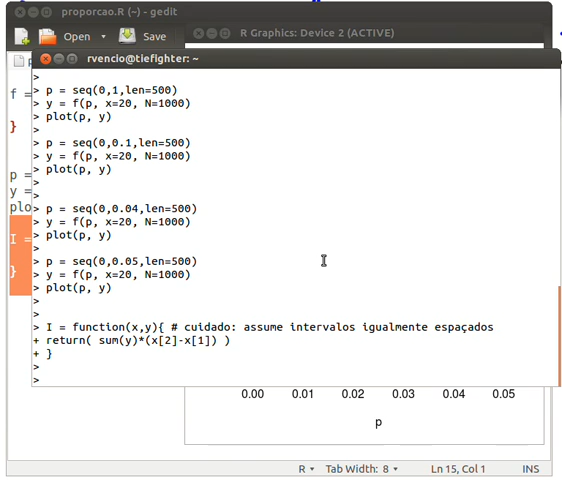 proporcao.R (~) - gedit
Open
Save
R Graphics: Device 2 (ACTIVE)
rvencio@tiefighter: ~
f =
}
p =
y =
plo
I =
}
>
> p = seq(0,1,len=500)
> y = f(p, x=20, N=1000)
> plot(p, y)
>
> p = seq(0,0.1,len=500)
> y = f(p, x=20, N=1000)
> plot(p, y)
>
>
> p = seq(0,0.04,len=500)
> y = f(p, x=20, N=1000)
> plot(p, y)
>
> p = seq(0,0.05,len=500)
> y = f(p, x=20, N=1000)
> plot(p, y)
>
>
> I = function(x,y){ # cuidado: assume intervalos igualmente espaçados
+ return( sum(y)*(x[2]-x[1]) )
+ }
>
>
0.00 0.01 0.02 0.03 0.04 0.05
p
R Tab Width: 8 Ln 15, Col 1 INS